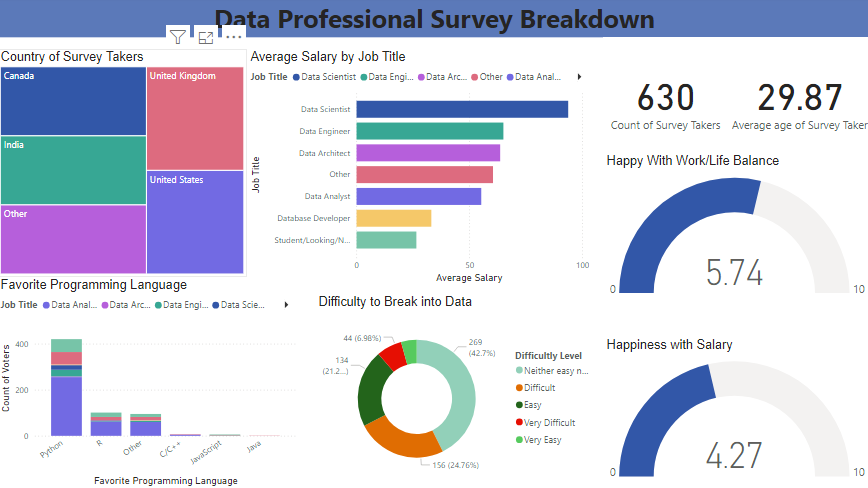 Data Professional Survey Breakdown
Country of Survey Takers
Canada
United Kingdom
India
United States
Other
Average Salary by Job Title
Job Title Data Scientist Data Engi... Data Arc... Other Data Anal...
Job Title
Data Scientist
Data Engineer
Data Architect
Other
Data Analyst
Database Developer
Student/Looking/N...
0 50 100
Average Salary
630
Count of Survey Takers
29.87
Average age of Survey Taker
Happy With Work/Life Balance
5.74
0 10
Favorite Programming Language
Job Title Data Anal... Data Arc... Data Engi... Data Scie...
Count of Voters
400
200
0
Python R Other C/C++ JavaScript Java
Favorite Programming Language
Difficulty to Break into Data
44 (6.98%)
269
(42.7%)
134
(21.2...)
156 (24.76%)
Difficultly Level
Neither easy n...
Difficult
Easy
Very Difficult
Very Easy
Happiness with Salary
4.27
0 10